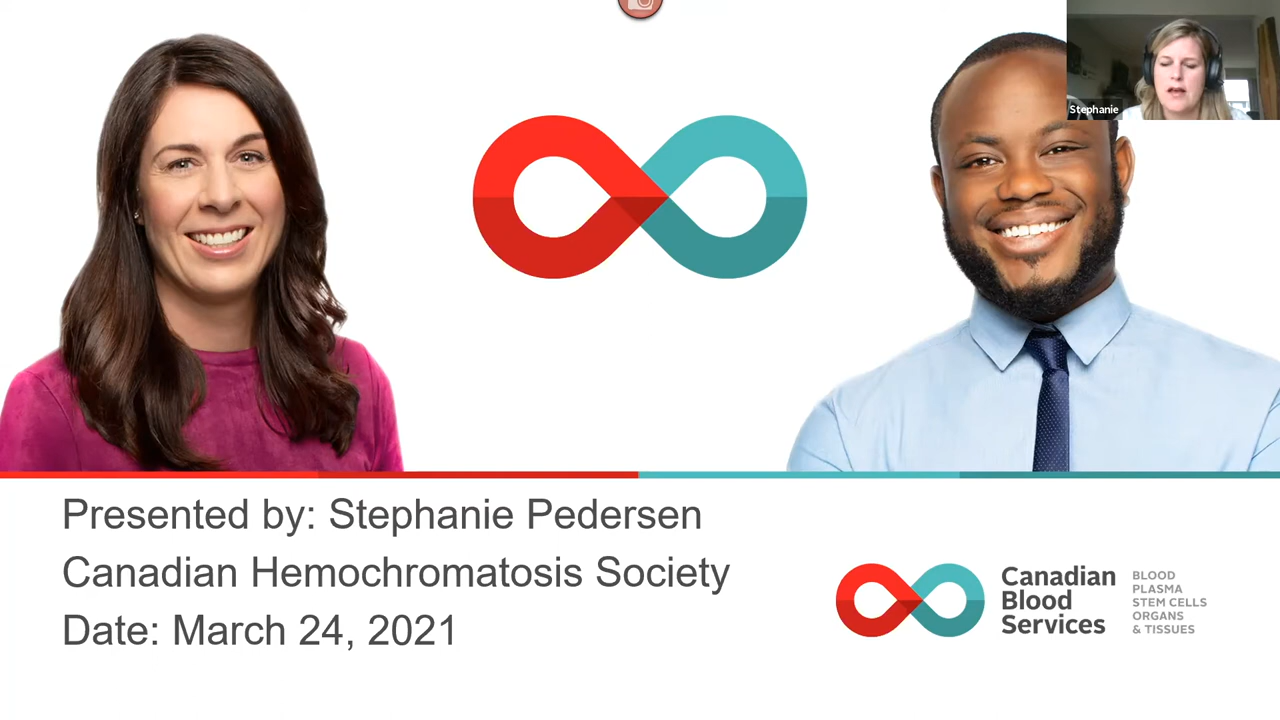 Stephanie
Presented by: Stephanie Pedersen
Canadian Hemochromatosis Society
Date: March 24, 2021
Canadian
Blood
Services
BLOOD
PLASMA
STEM CELLS
ORGANS
& TISSUES